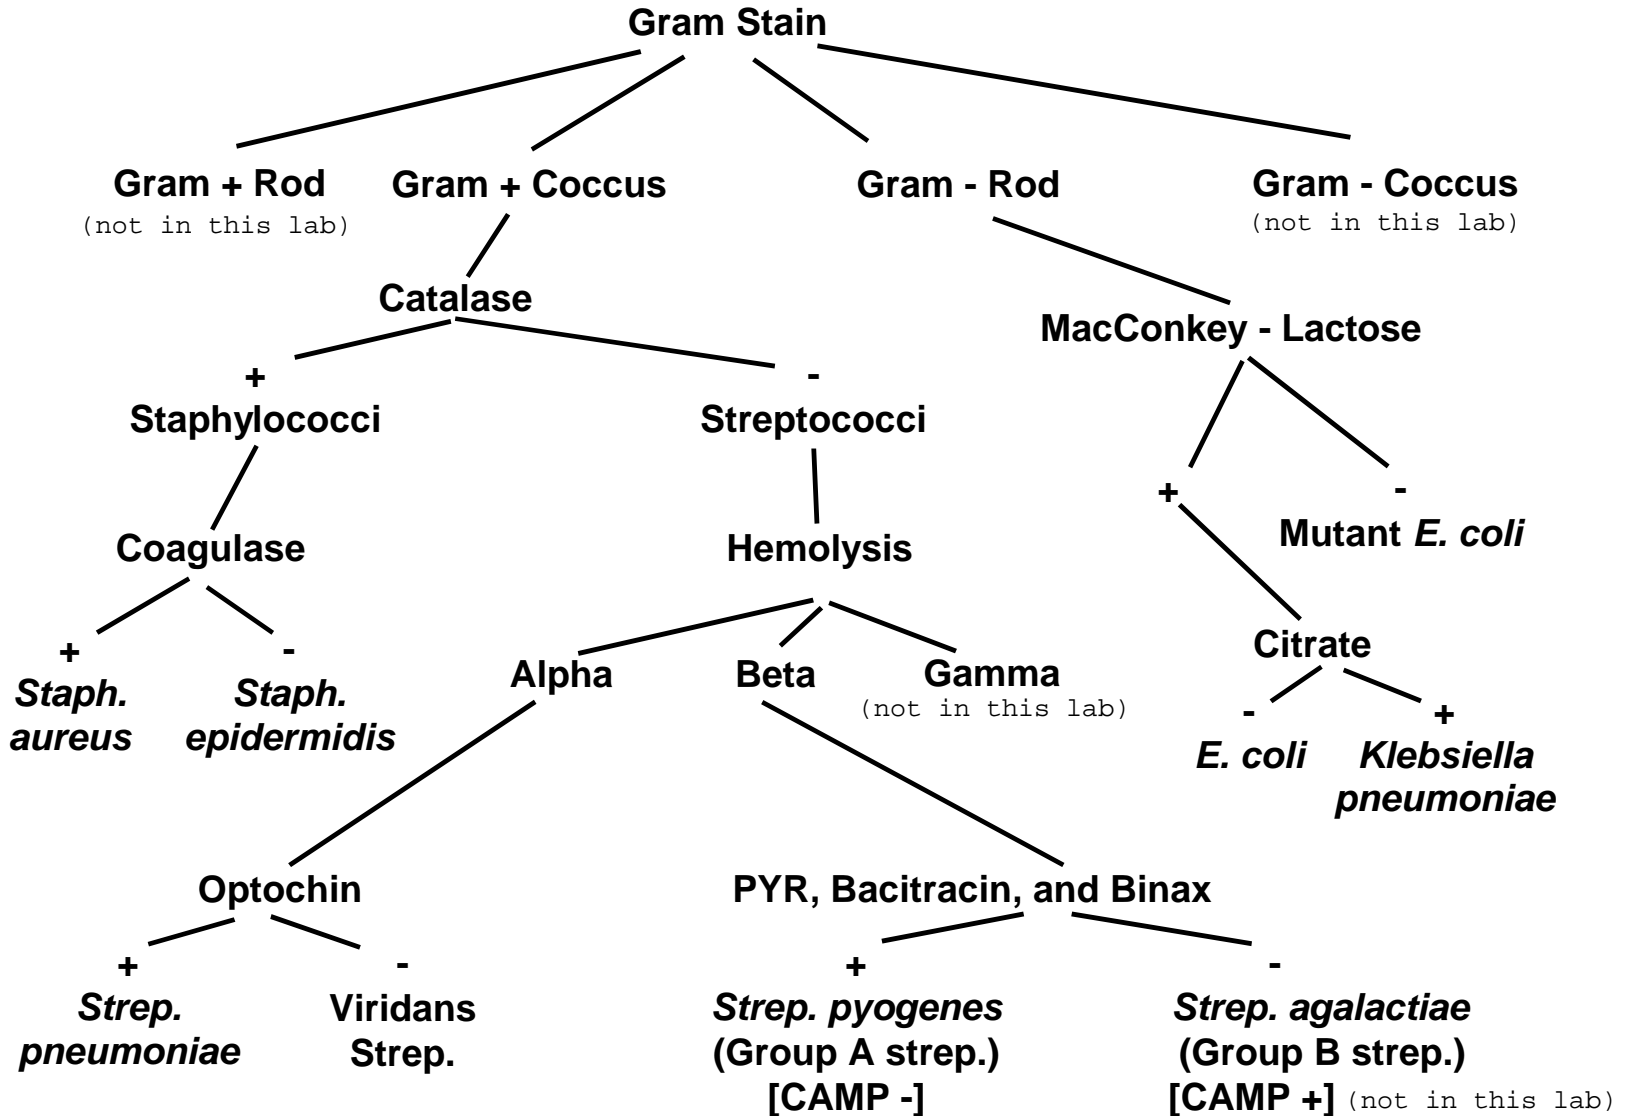 Gram Stain
Gram + Rod
(not in this lab)
Gram + Coccus
Gram - Rod
Gram - Coccus
(not in this lab)
Catalase
MacConkey - Lactose
+
Staphylococci
-
Streptococci
+
-
Mutant E. coli
Coagulase
Hemolysis
+
Staph.
aureus
-
Staph.
epidermidis
Alpha
Beta
Gamma
(not in this lab)
Citrate
-
E. coli
+
Klebsiella
pneumoniae
Optochin
PYR, Bacitracin, and Binax
+
Strep.
pneumoniae
-
Viridans
Strep.
+
Strep. pyogenes
(Group A strep.)
[CAMP -]
-
Strep. agalactiae
(Group B strep.)
[CAMP +] (not in this lab)